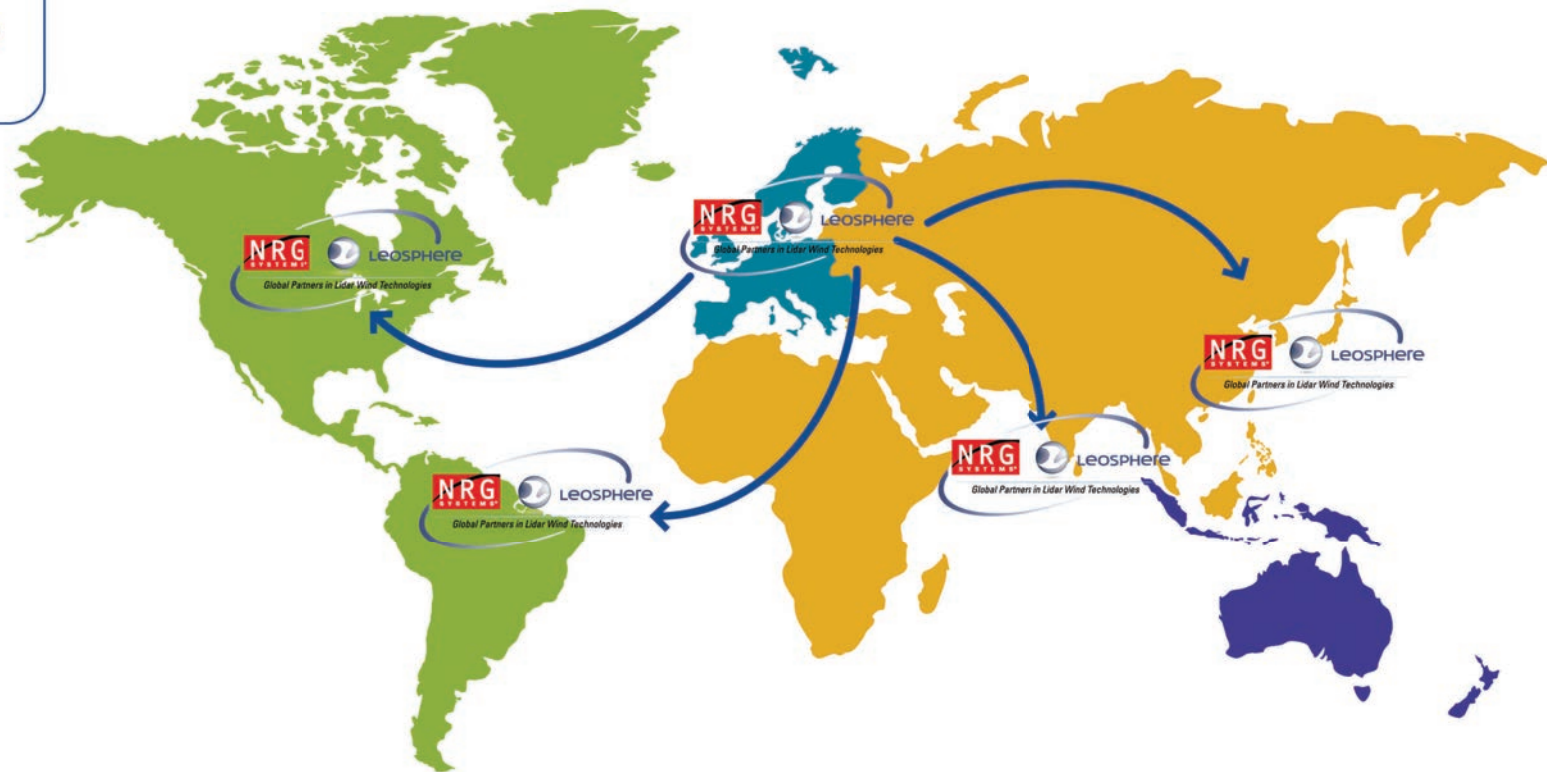 NRG
SYSTEMS®
LEOSPHERE
Global Partners in Lidar Wind Technologies
NRG
SYSTEMS®
LEOSPHERE
Global Partners in Lidar Wind Technologies
NRG
SYSTEMS®
LEOSPHERE
Global Partners in Lidar Wind Technologies
NRG
SYSTEMS®
LEOSPHERE
Global Partners in Lidar Wind Technologies
NRG
SYSTEMS®
LEOSPHERE
Global Partners in Lidar Wind Technologies